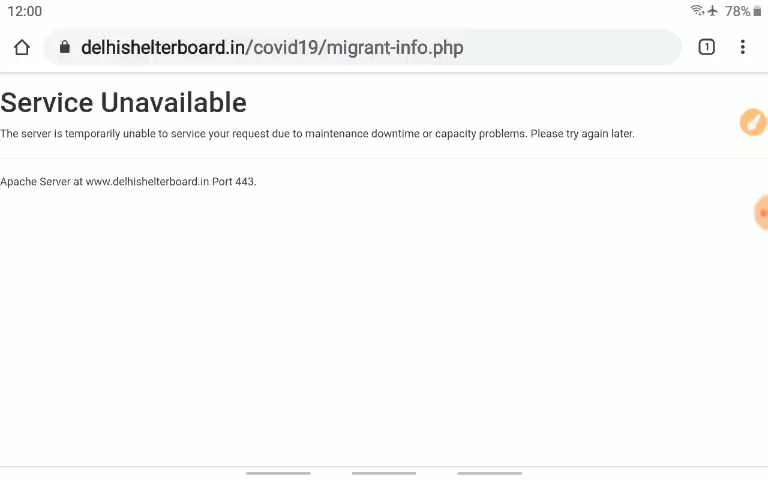 12:00
78%
delhishelterboard.in/covid19/migrant-info.php
1
Service Unavailable
The server is temporarily unable to service your request due to maintenance downtime or capacity problems. Please try again later.
Apache Server at www.delhishelterboard.in Port 443.